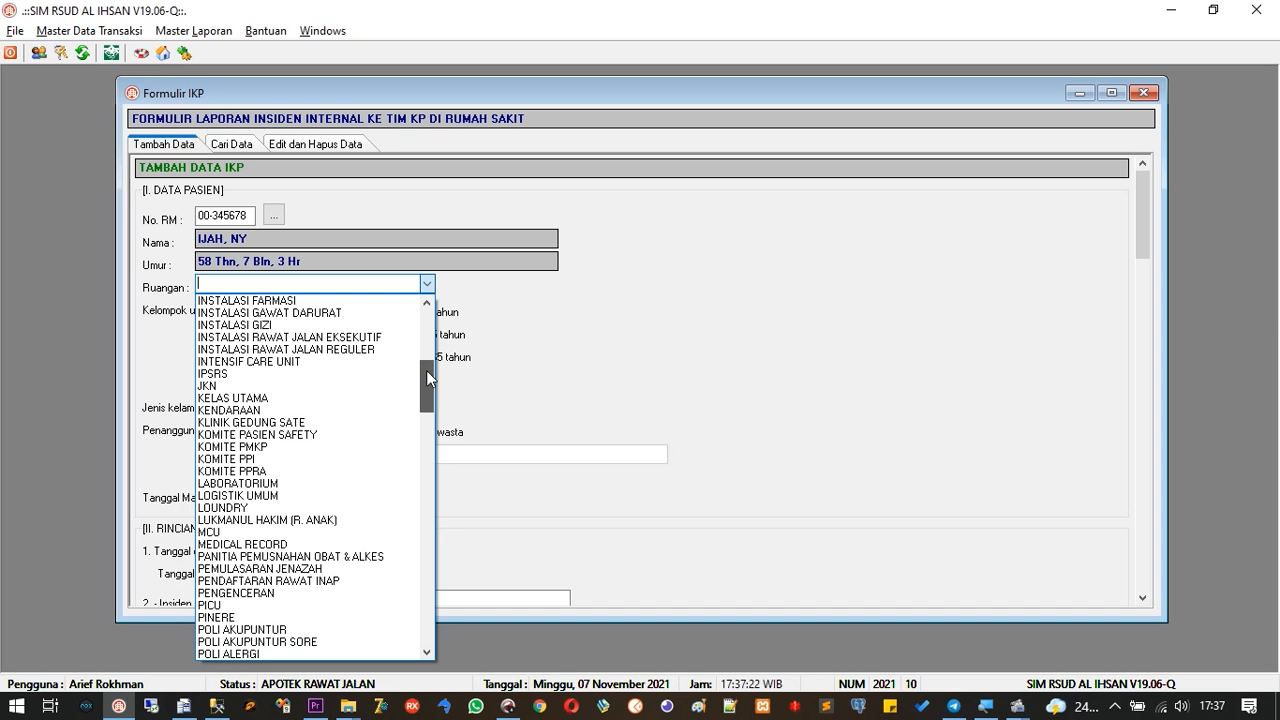 .::SIM RSUD AL IHSAN V19.06-Q::.
File Master Data Transaksi Master Laporan Bantuan Windows
Formulir IKP
FORMULIR LAPORAN INSIDEN INTERNAL KE TIM KP DI RUMAH SAKIT
Tambah Data Cari Data Edit dan Hapus Data
TAMBAH DATA IKP
[I. DATA PASIEN]
No. RM : 00-345678 ...
Nama : IJAH, NY
Umur : 58 Thn, 7 Bln, 3 Hr
Ruangan :
INSTALASI FARMASI
Kelompok u
INSTALASI GAWAT DARURAT
ahun
INSTALASI GIZI
INSTALASI RAWAT JALAN EKSEKUTIF
tahun
INSTALASI RAWAT JALAN REGULER
5 tahun
INTENSIF CARE UNIT
IPSRS
JKN
KELAS UTAMA
Jenis kelam
KENDARAAN
KLINIK GEDUNG SATE
Penanggun
KOMITE PASIEN SAFETY
wasta
KOMITE PMKP
KOMITE PPI
KOMITE PPRA
LABORATORIUM
Tanggal Ma
LOGISTIK UMUM
LOUNDRY
LUKMANUL HAKIM (R. ANAK)
[II. RINCIAN
MCU
MEDICAL RECORD
1. Tanggal
PANITIA PEMUSNAHAN OBAT & ALKES
PEMULASARAN JENAZAH
Tangga
PENDAFTARAN RAWAT INAP
PENGENCERAN
2. - Insiden
PICU
PINERE
POLI AKUPUNTUR
POLI AKUPUNTUR SORE
POLI ALERGI
Pengguna : Arief Rokhman Status : APOTEK RAWAT JALAN Tanggal : Minggu, 07 November 2021 Jam: 17:37:22 WIB NUM 2021 10 SIM RSUD AL IHSAN V19.06-Q
24... 17:37